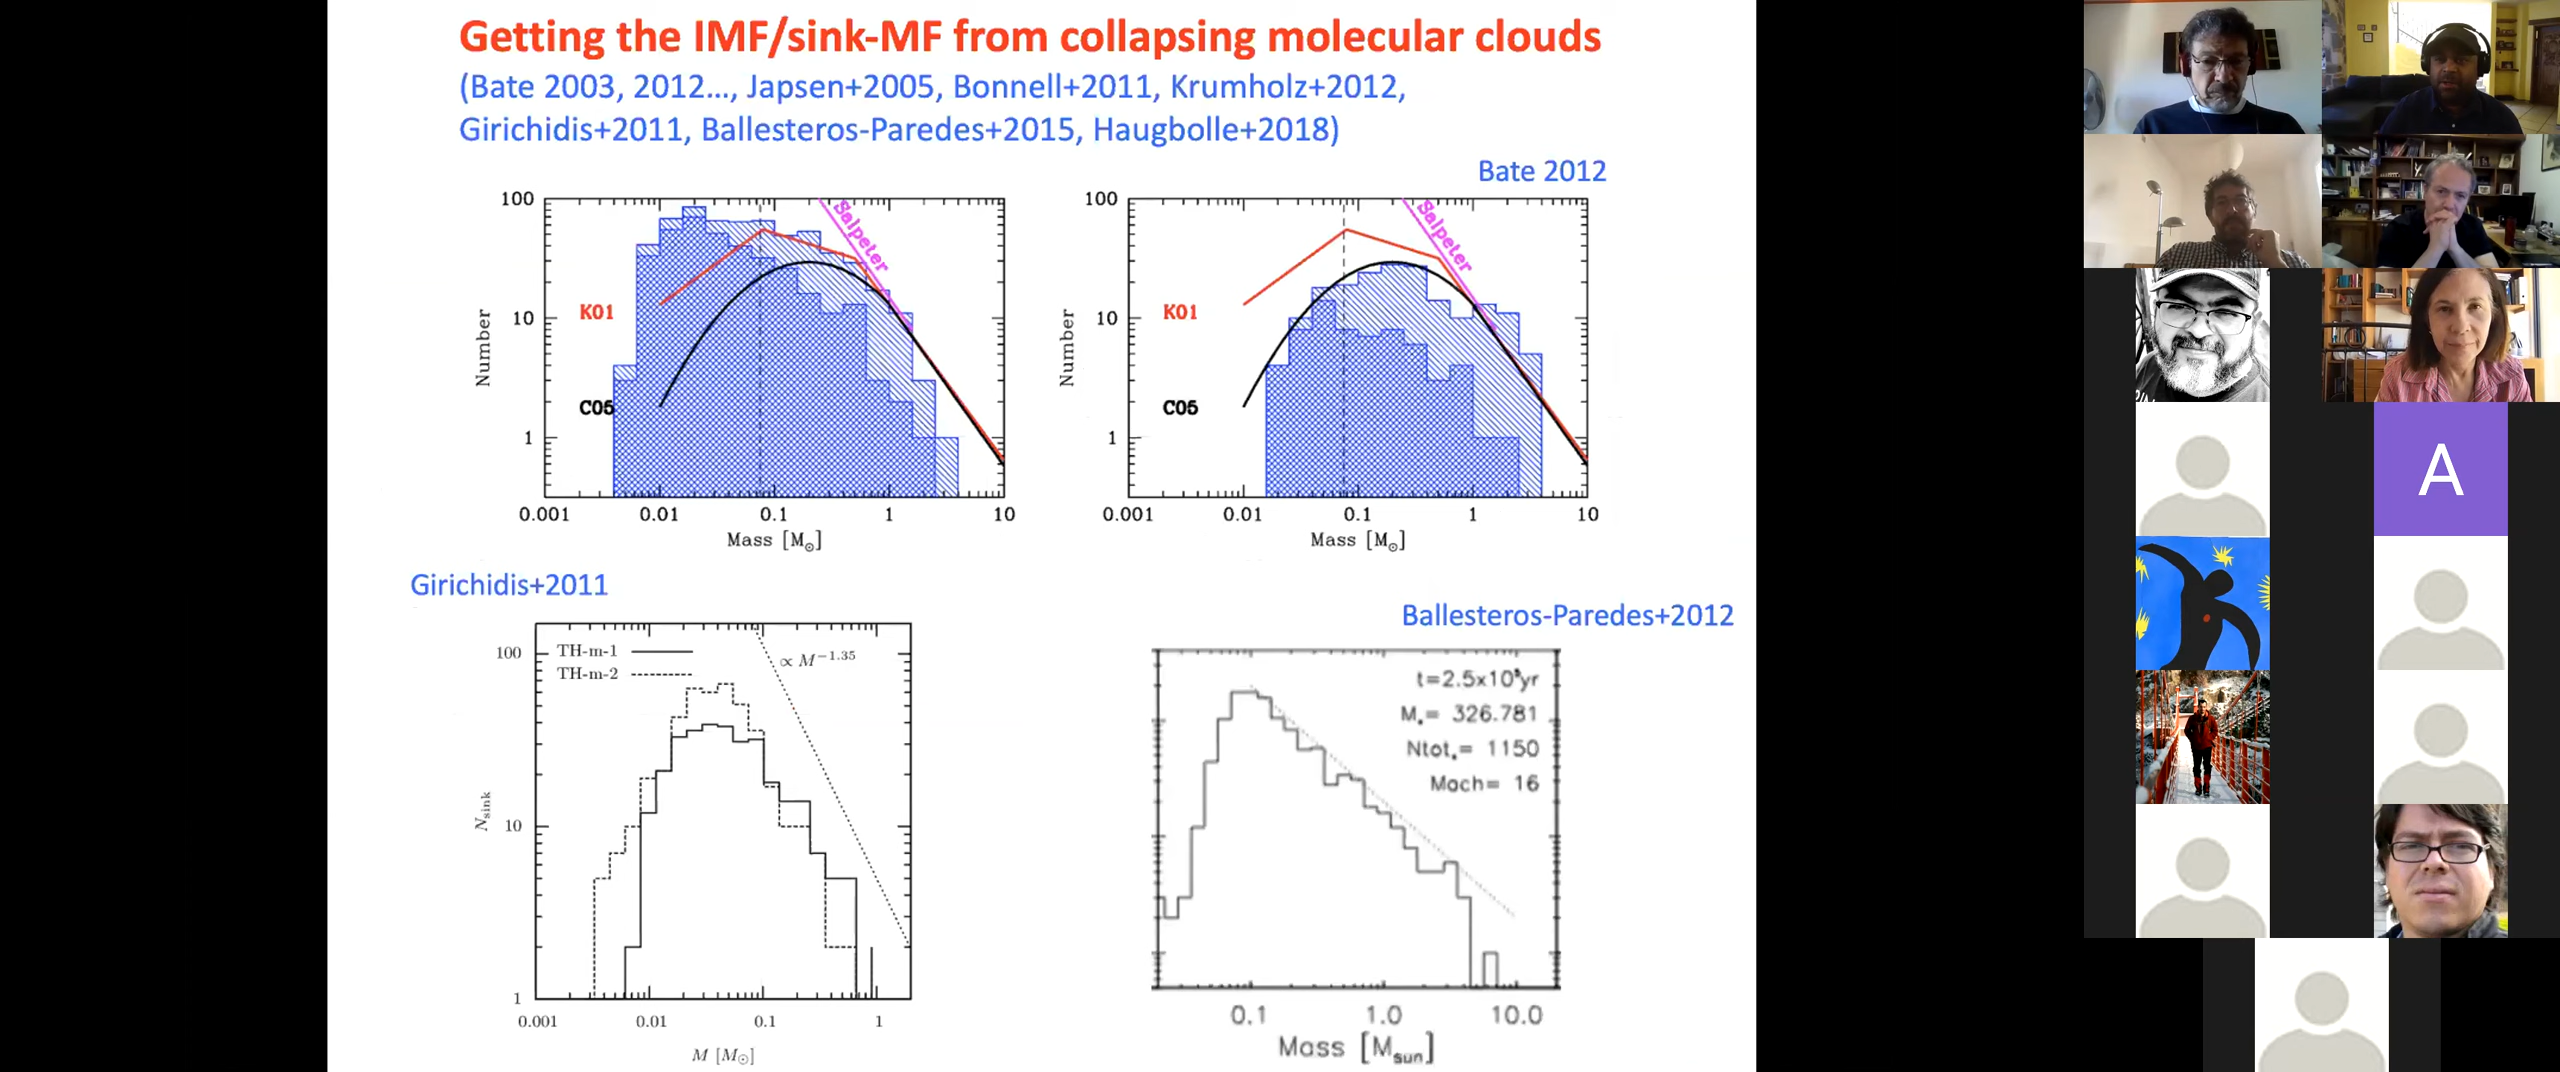 Getting the IMF/sink-MF from collapsing molecular clouds
(Bate 2003, 2012..., Japsen+2005, Bonnell+2011, Krumholz+2012,
Girichidis+2011, Ballesteros-Paredes+2015, Haugbolle+2018)
Bate 2012
100
10
1
Number
Salpeter
K01
C05
0.001 0.01 0.1 1 10
Mass [M⊙]
100
10
1
Number
Salpeter
K01
C05
0.001 0.01 0.1 1 10
Mass [M⊙]
Girichidis+2011
100
10
1
Nsink
TH-m-1
TH-m-2
∝ M^−1.35
0.001 0.01 0.1 1
M [M⊙]
Ballesteros-Paredes+2012
t=2.5x10⁵yr
M*= 326.781
Ntot*= 1150
Mach= 16
0.1 1.0 10.0
Mass [Msun]
A